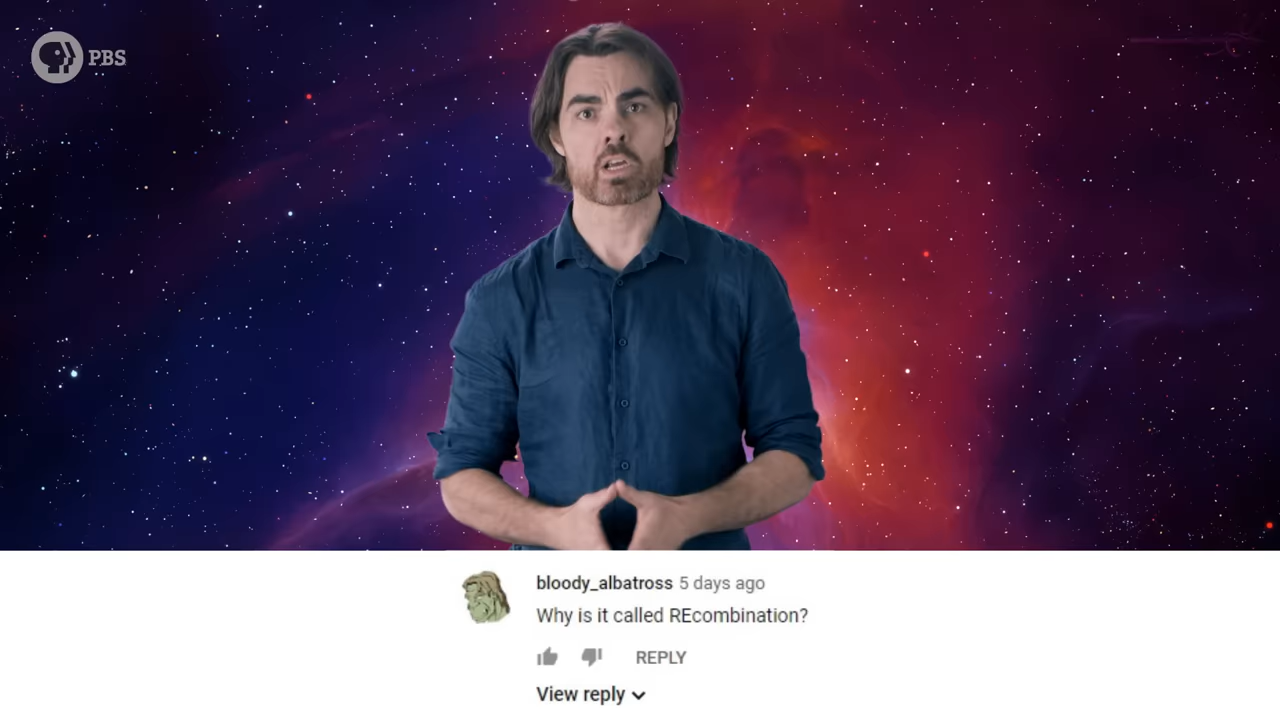 PBS
bloody_albatross 5 days ago
Why is it called REcombination?
REPLY
View reply